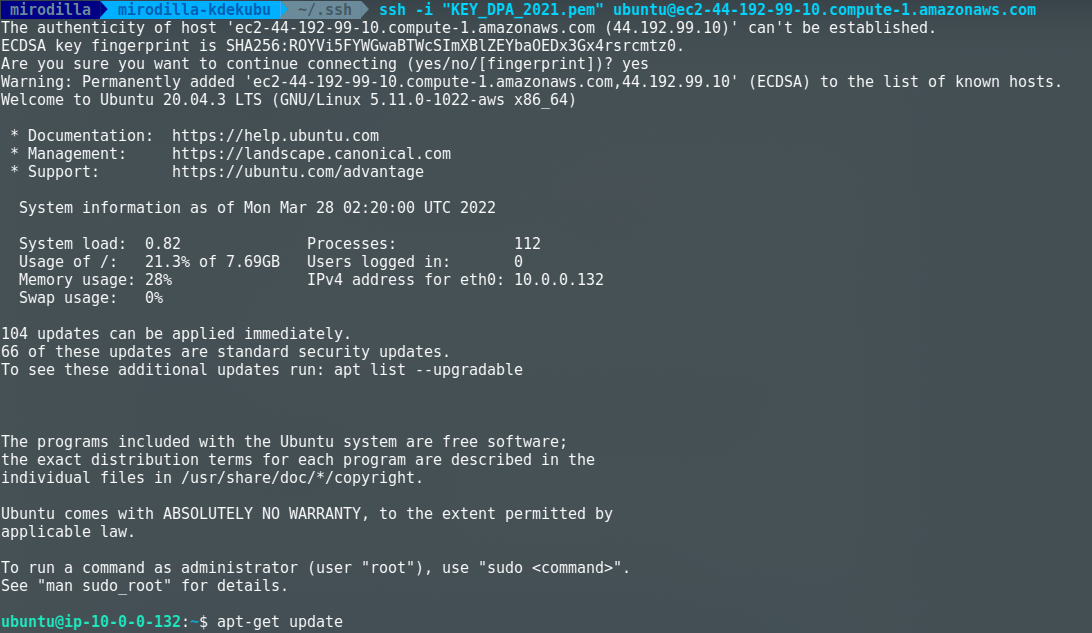 mirodilla mirodilla-kdekubu ~/.ssh ssh -i "KEY_DPA_2021.pem" ubuntu@ec2-44-192-99-10.compute-1.amazonaws.com
The authenticity of host 'ec2-44-192-99-10.compute-1.amazonaws.com (44.192.99.10)' can't be established.
ECDSA key fingerprint is SHA256:ROYVi5FYWGwaBTWcSImXBlZEYbaOEDx3Gx4rsrcmtz0.
Are you sure you want to continue connecting (yes/no/[fingerprint])? yes
Warning: Permanently added 'ec2-44-192-99-10.compute-1.amazonaws.com,44.192.99.10' (ECDSA) to the list of known hosts.
Welcome to Ubuntu 20.04.3 LTS (GNU/Linux 5.11.0-1022-aws x86_64)
* Documentation: https://help.ubuntu.com
* Management: https://landscape.canonical.com
* Support: https://ubuntu.com/advantage
System information as of Mon Mar 28 02:20:00 UTC 2022
System load: 0.82 Processes: 112
Usage of /: 21.3% of 7.69GB Users logged in: 0
Memory usage: 28% IPv4 address for eth0: 10.0.0.132
Swap usage: 0%
104 updates can be applied immediately.
66 of these updates are standard security updates.
To see these additional updates run: apt list --upgradable
The programs included with the Ubuntu system are free software;
the exact distribution terms for each program are described in the
individual files in /usr/share/doc/*/copyright.
Ubuntu comes with ABSOLUTELY NO WARRANTY, to the extent permitted by
applicable law.
To run a command as administrator (user "root"), use "sudo <command>".
See "man sudo_root" for details.
ubuntu@ip-10-0-0-132:~$ apt-get update